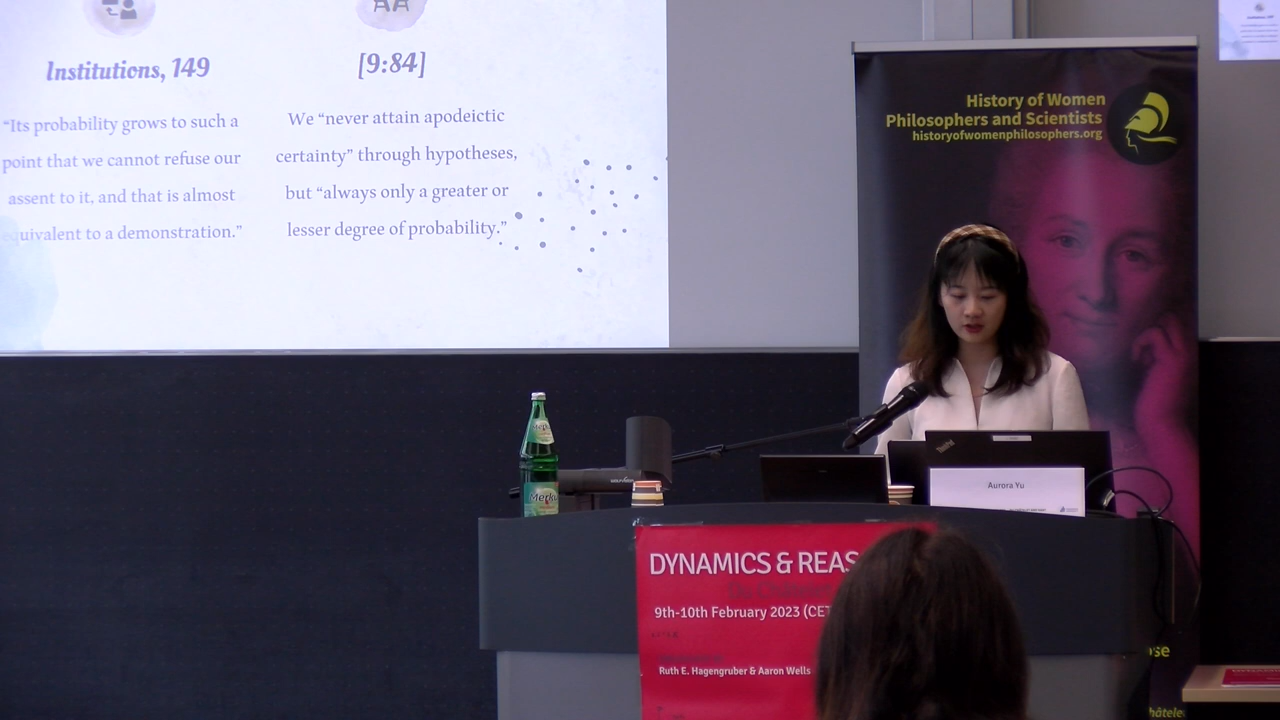 Institutions, 149
“Its probability grows to such a
point that we cannot refuse our
assent to it, and that is almost
equivalent to a demonstration.”
[9:84]
We “never attain apodeictic
certainty” through hypotheses,
but “always only a greater or
lesser degree of probability.”
History of Women
Philosophers and Scientists
historyofwomenphilosophers.org
Merkur
ThinkPad
Aurora Yu
DYNAMICS & REAS
9th-10th February 2023 (CET
Ruth E. Hagengruber & Aaron Wells